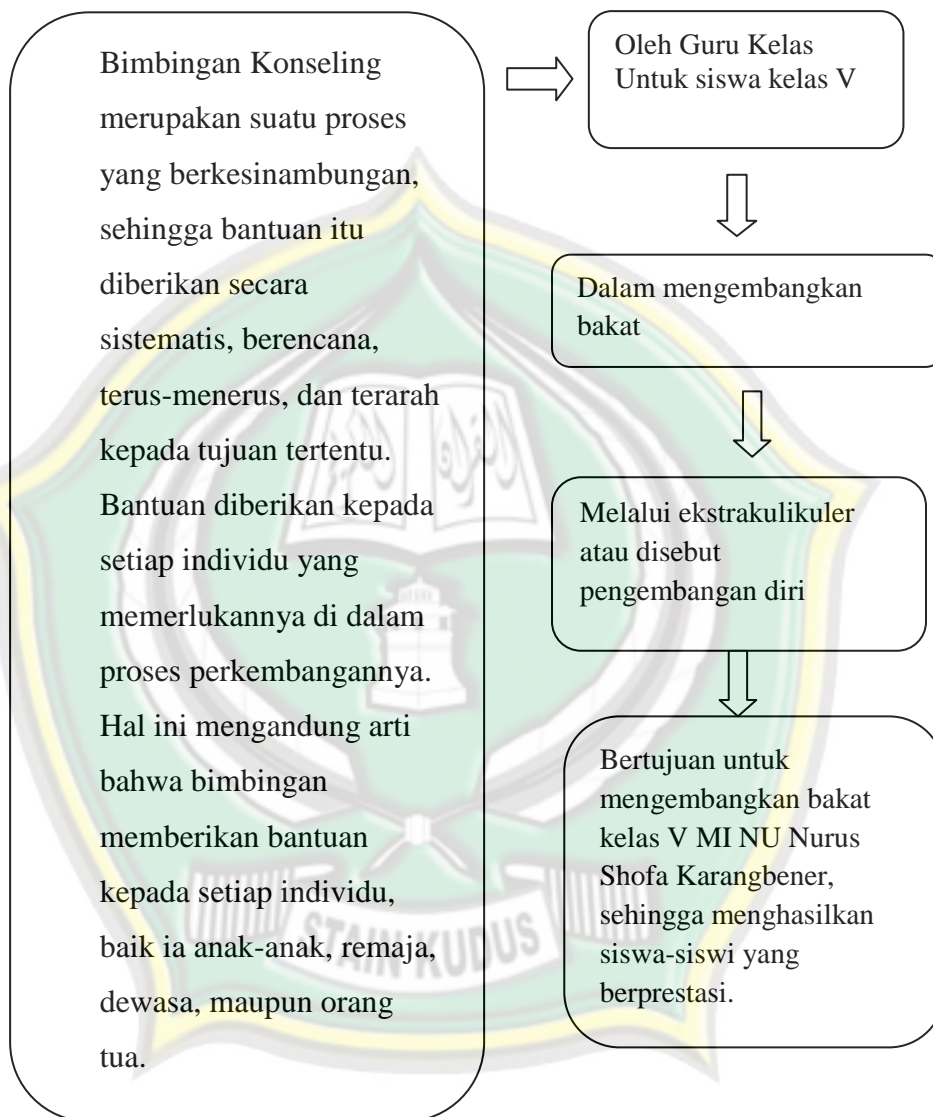 Bimbingan Konseling
merupakan suatu proses
yang berkesinambungan,
sehingga bantuan itu
diberikan secara
sistematis, berencana,
terus-menerus, dan terarah
kepada tujuan tertentu.
Bantuan diberikan kepada
setiap individu yang
memerlukannya di dalam
proses perkembangannya.
Hal ini mengandung arti
bahwa bimbingan
memberikan bantuan
kepada setiap individu,
baik ia anak-anak, remaja,
dewasa, maupun orang
tua.
Oleh Guru Kelas
Untuk siswa kelas V
Dalam mengembangkan
bakat
Melalui ekstrakulikuler
atau disebut
pengembangan diri
Bertujuan untuk
mengembangkan bakat
kelas V MI NU Nurus
Shofa Karangbener,
sehingga menghasilkan
siswa-siswi yang
berprestasi.
STAIN KUDUS